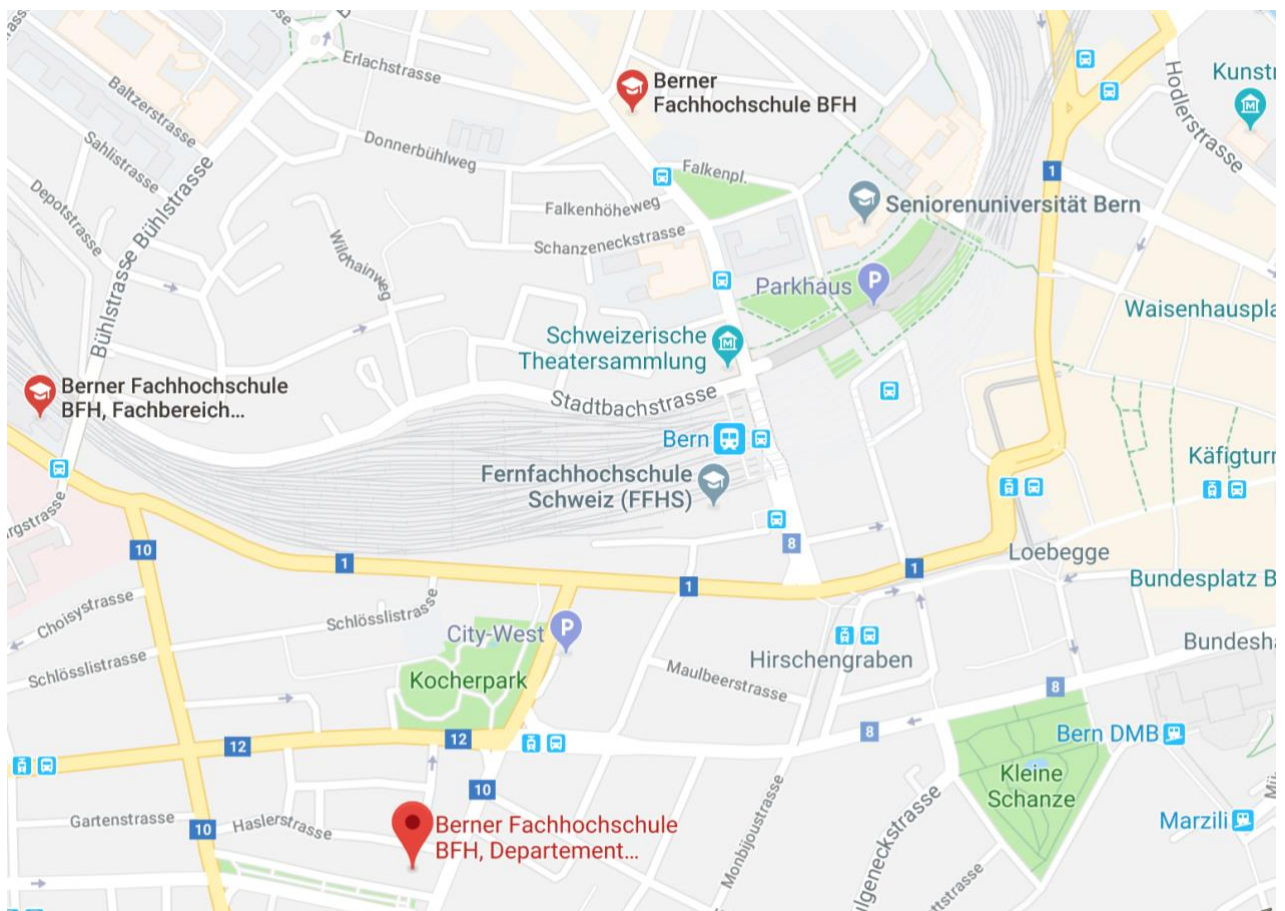 Erlachstrasse
Baltzerstrasse
Sahlistrasse
Depotstrasse
Donnerbühlweg
Bühlstrasse
Bühlstrasse
Wildhainweg
Falkenhöheweg
Schanzeneckstrasse
Falkenpl.
Berner
Fachhochschule BFH
Hodlerstrasse
1
Seniorenuniversität Bern
Parkhaus
P
Schweizerische
Theatersammlung
M
Stadtbachstrasse
Bern
Fernfachhochschule
Schweiz (FFHS)
Berner Fachhochschule
BFH, Fachbereich...
10
1
1
8
1
Loebegge
Choisystrasse
Schlösslistrasse
Schlösslistrasse
City-West
P
Kocherpark
Maulbeerstrasse
Hirschengraben
8
8
12
12
10
10
Gartenstrasse
Haslerstrasse
Berner Fachhochschule
BFH, Departement...
Monbijoustrasse
Kleine
Schanze
Bern DMB
Marzili
M